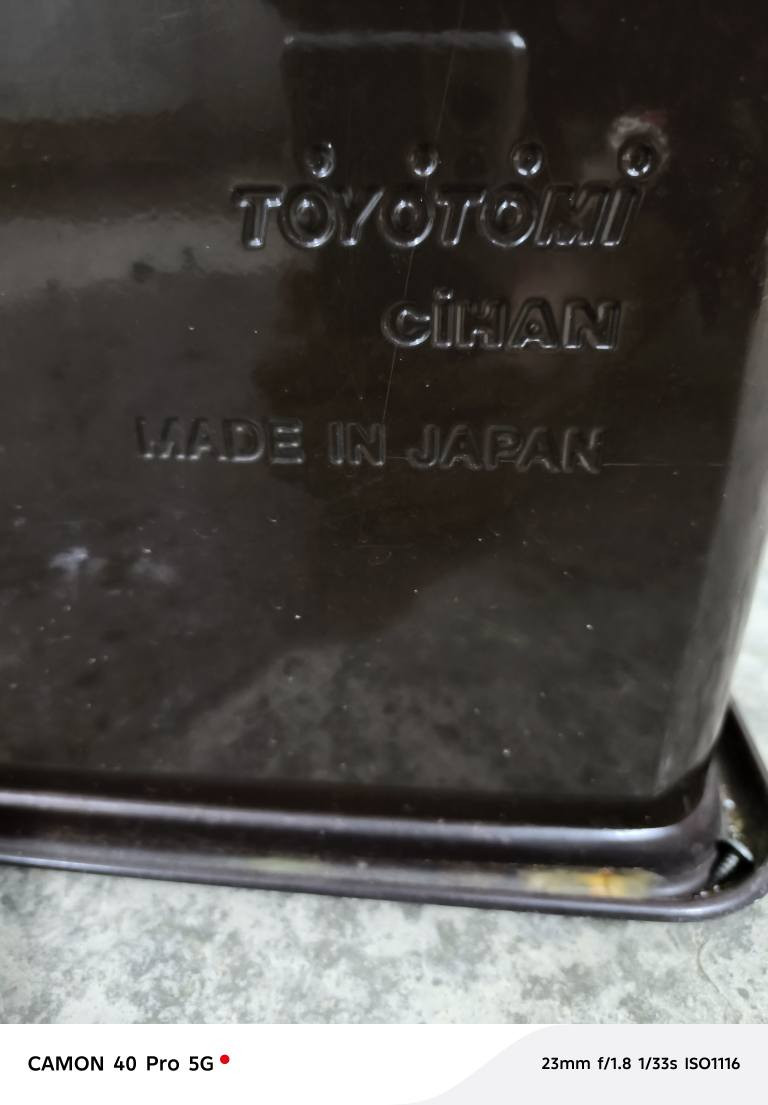 TOYOTOMI
CİHAN
MADE IN JAPAN
CAMON 40 Pro 5G
23mm f/1.8 1/33s ISO1116